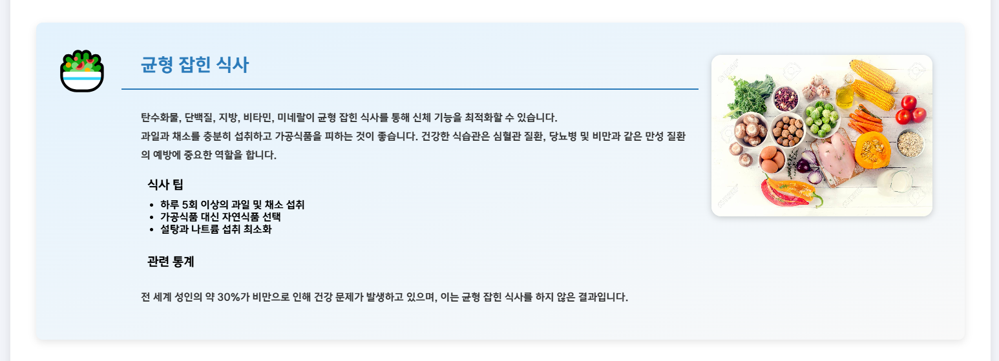 균형 잡힌 식사
탄수화물, 단백질, 지방, 비타민, 미네랄이 균형 잡힌 식사를 통해 신체 기능을 최적화할 수 있습니다.
과일과 채소를 충분히 섭취하고 가공식품을 피하는 것이 좋습니다. 건강한 식습관은 심혈관 질환, 당뇨병 및 비만과 같은 만성 질환
의 예방에 중요한 역할을 합니다.
식사 팁
• 하루 5회 이상의 과일 및 채소 섭취
• 가공식품 대신 자연식품 선택
• 설탕과 나트륨 섭취 최소화
관련 통계
전 세계 성인의 약 30%가 비만으로 인해 건강 문제가 발생하고 있으며, 이는 균형 잡힌 식사를 하지 않은 결과입니다.